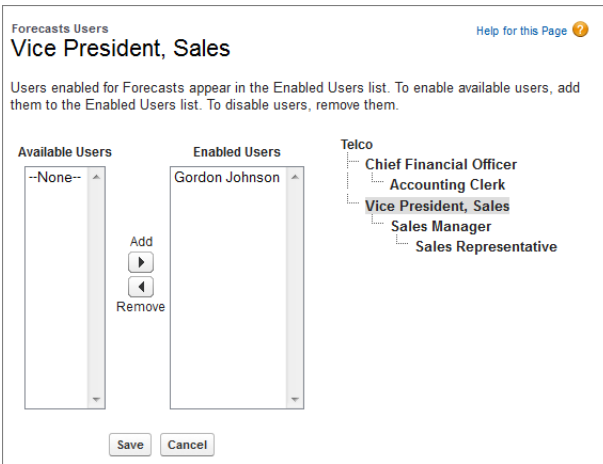 Forecasts Users
Help for this Page
Vice President, Sales
Users enabled for Forecasts appear in the Enabled Users list. To enable available users, add
them to the Enabled Users list. To disable users, remove them.
Available Users
Enabled Users
--None--
Gordon Johnson
Add
Remove
Telco
Chief Financial Officer
Accounting Clerk
Vice President, Sales
Sales Manager
Sales Representative
Save
Cancel